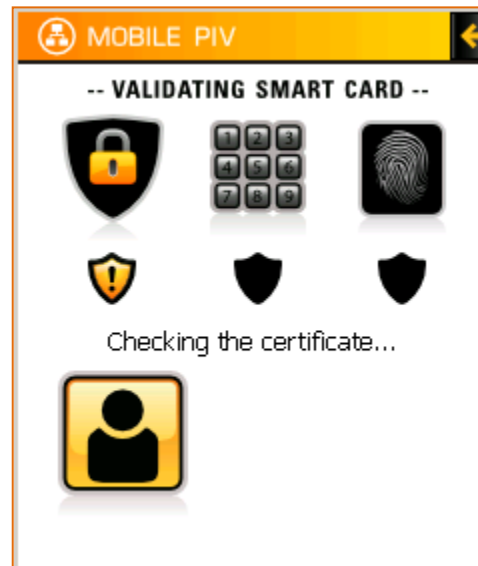 MOBILE PIV
-- VALIDATING SMART CARD --
1 2 3
4 5 6
7 8 9
Checking the certificate...